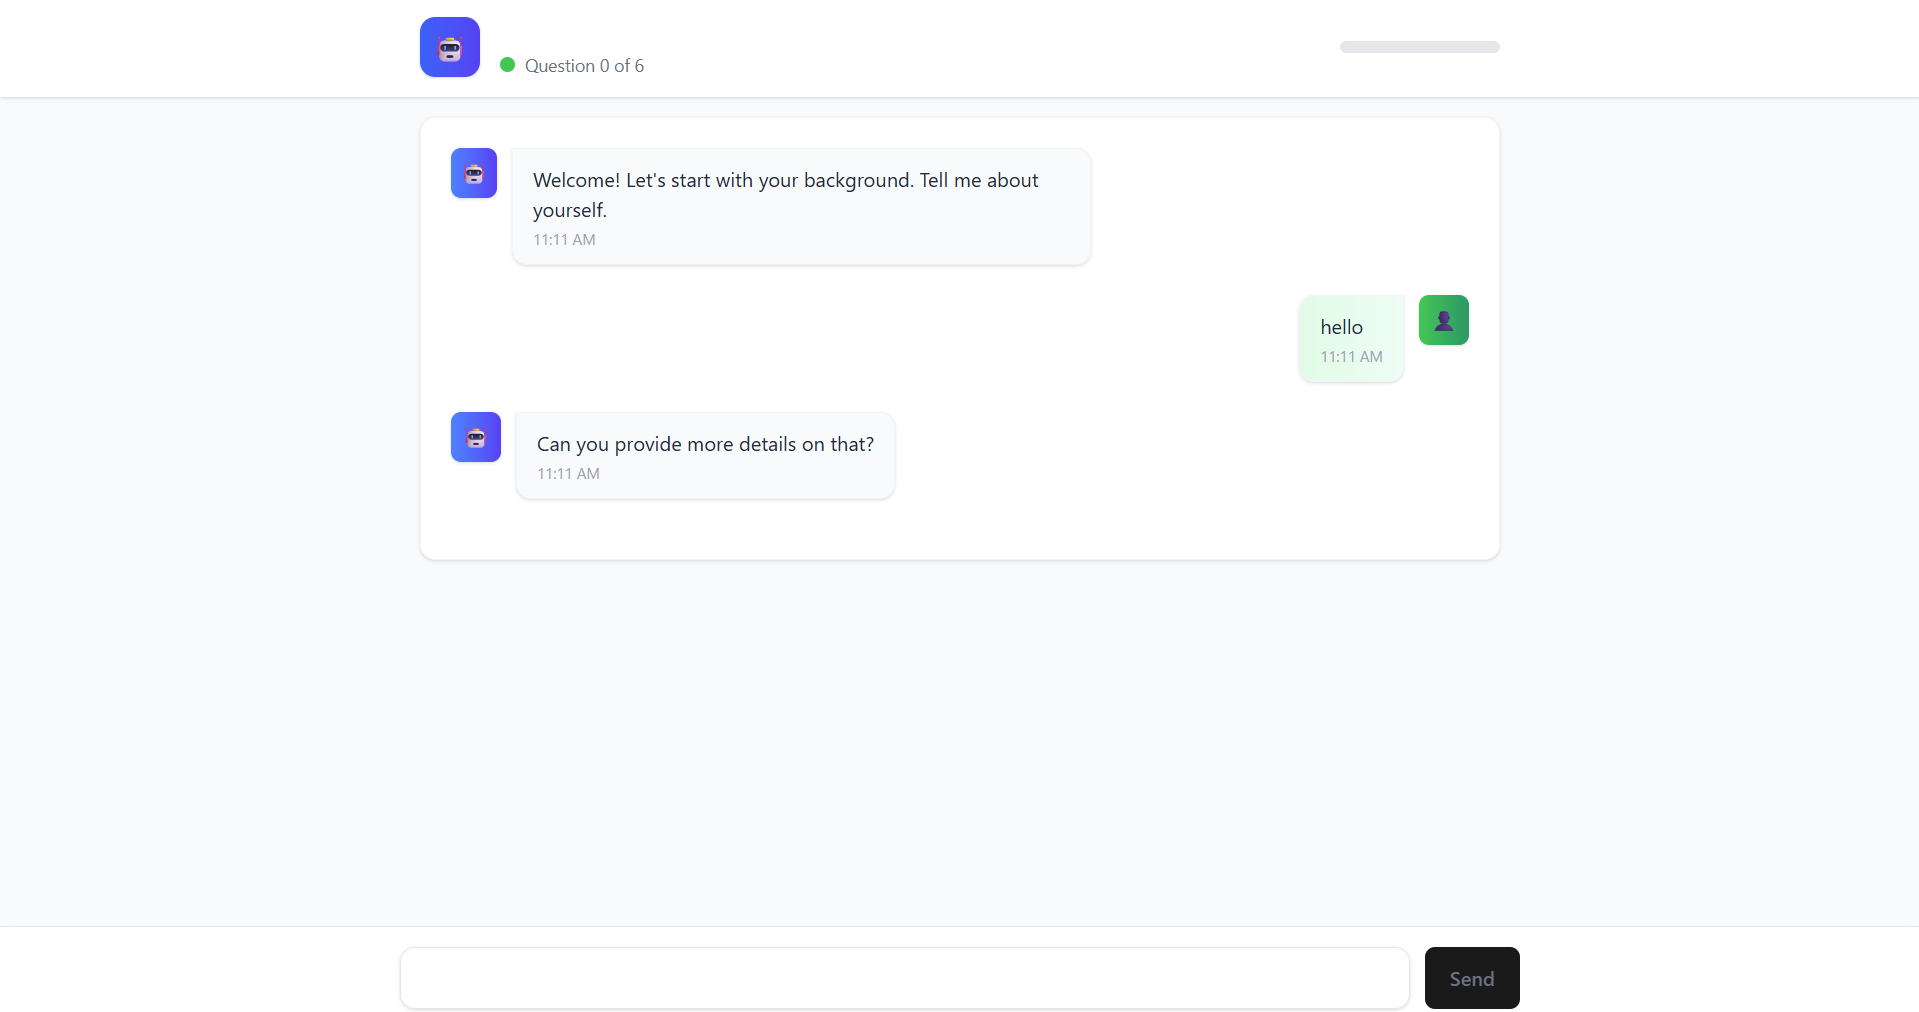 Question 0 of 6
Welcome! Let's start with your background. Tell me about
yourself.
11:11 AM
hello
11:11 AM
Can you provide more details on that?
11:11 AM
Send